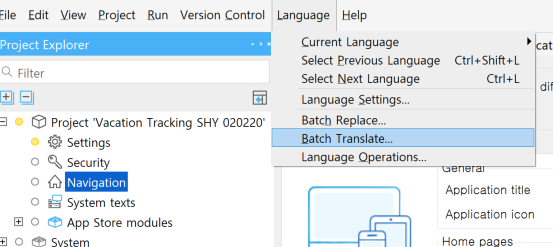 File Edit View Project Run Version Control Language Help
Project Explorer
Filter
Project 'Vacation Tracking SHY 020220'
Settings
Security
Navigation
System texts
App Store modules
System
Current Language
Select Previous Language Ctrl+Shift+L
Select Next Language Ctrl+L
Language Settings...
Batch Replace...
Batch Translate...
Language Operations...
cat
dif
General
Application title
Application icon
Home pages